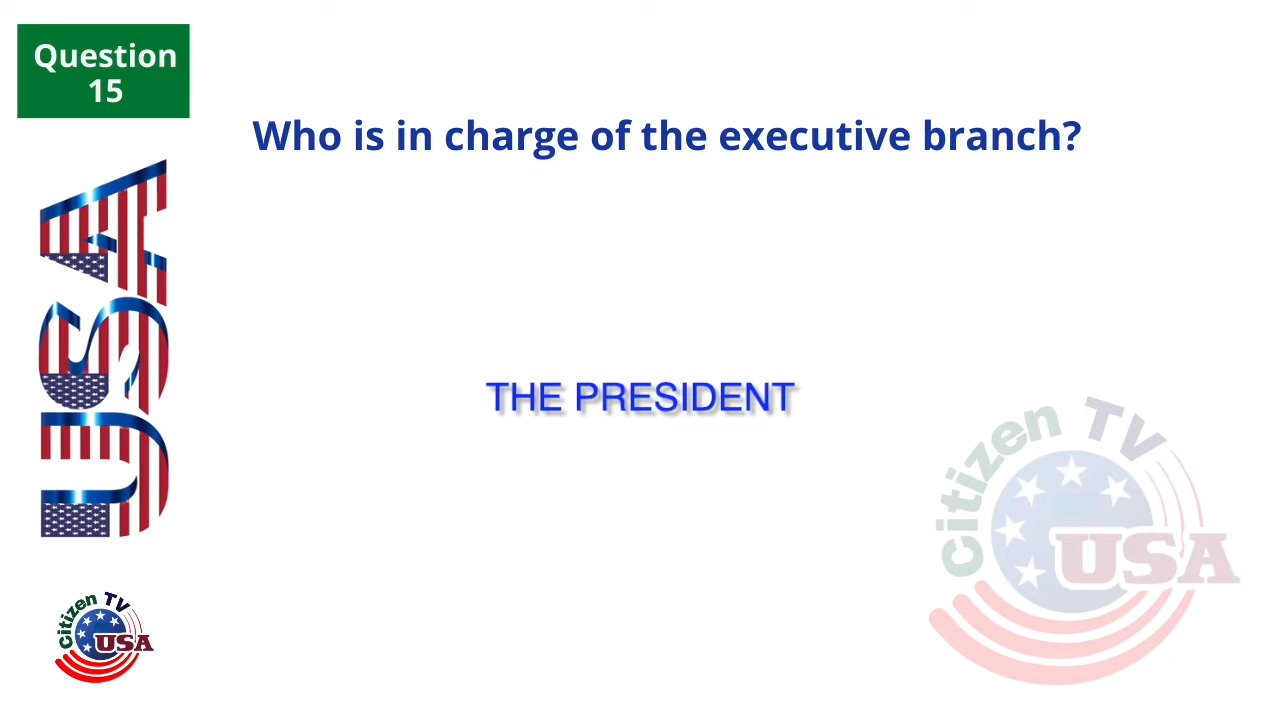 Question
15
Who is in charge of the executive branch?
USA
THE PRESIDENT
Citizen TV
USA
Citizen TV
USA